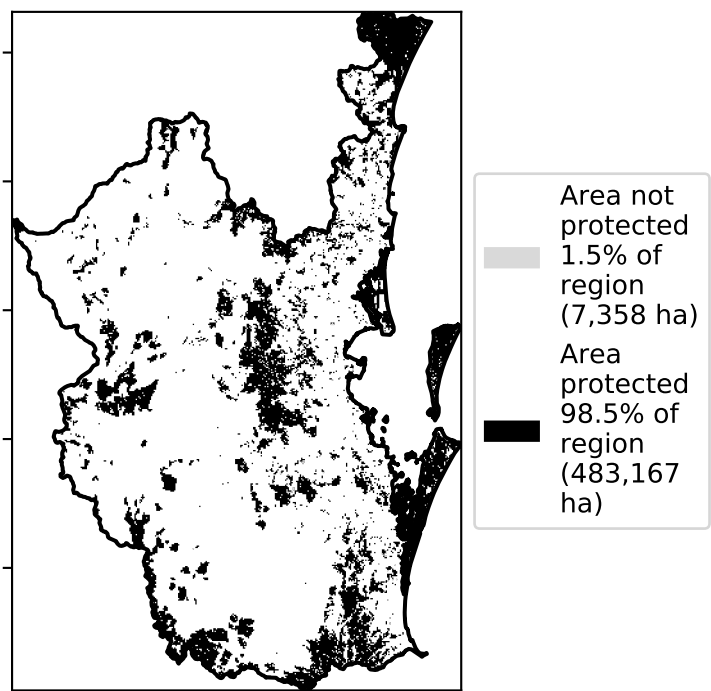 Area not
protected
1.5% of
region
(7,358 ha)
Area
protected
98.5% of
region
(483,167
ha)